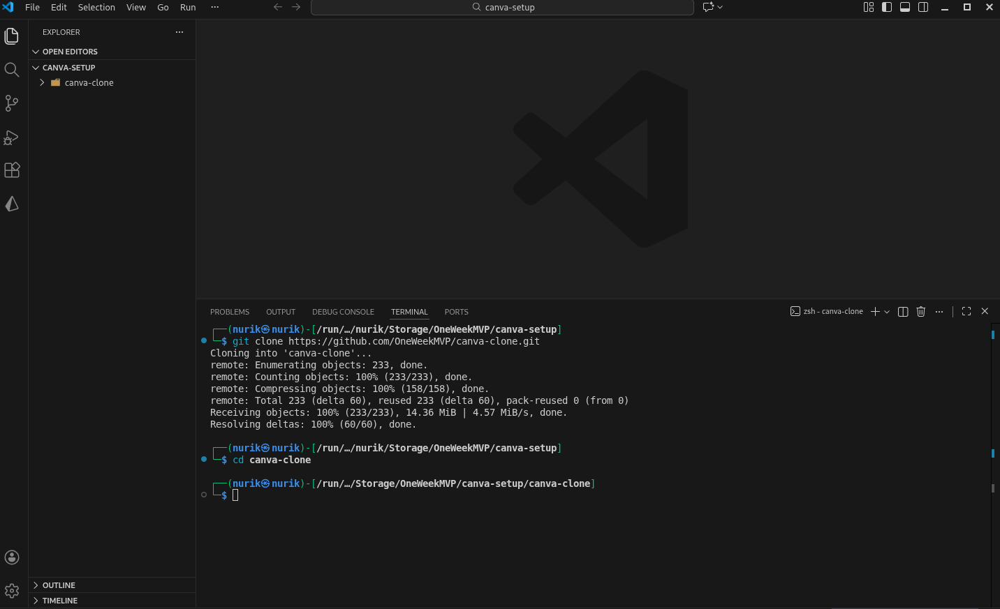 File Edit Selection View Go Run ··· canva-setup
EXPLORER ···
OPEN EDITORS
CANVA-SETUP
canva-clone
PROBLEMS OUTPUT DEBUG CONSOLE TERMINAL PORTS zsh - canva-clone ···
┌──(nurik㉿nurik)-[/run/…/nurik/Storage/OneWeekMVP/canva-setup]
└─$ git clone https://github.com/OneWeekMVP/canva-clone.git
Cloning into 'canva-clone'...
remote: Enumerating objects: 233, done.
remote: Counting objects: 100% (233/233), done.
remote: Compressing objects: 100% (158/158), done.
remote: Total 233 (delta 60), reused 233 (delta 60), pack-reused 0 (from 0)
Receiving objects: 100% (233/233), 14.36 MiB | 4.57 MiB/s, done.
Resolving deltas: 100% (60/60), done.
┌──(nurik㉿nurik)-[/run/…/nurik/Storage/OneWeekMVP/canva-setup]
└─$ cd canva-clone
┌──(nurik㉿nurik)-[/run/…/Storage/OneWeekMVP/canva-setup/canva-clone]
└─$
OUTLINE
TIMELINE